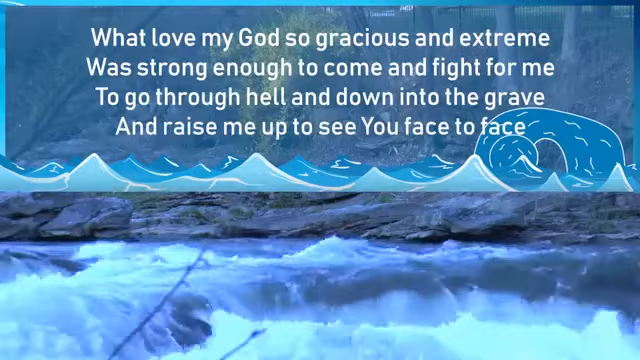 What love my God so gracious and extreme
Was strong enough to come and fight for me
To go through hell and down into the grave
And raise me up to see You face to face